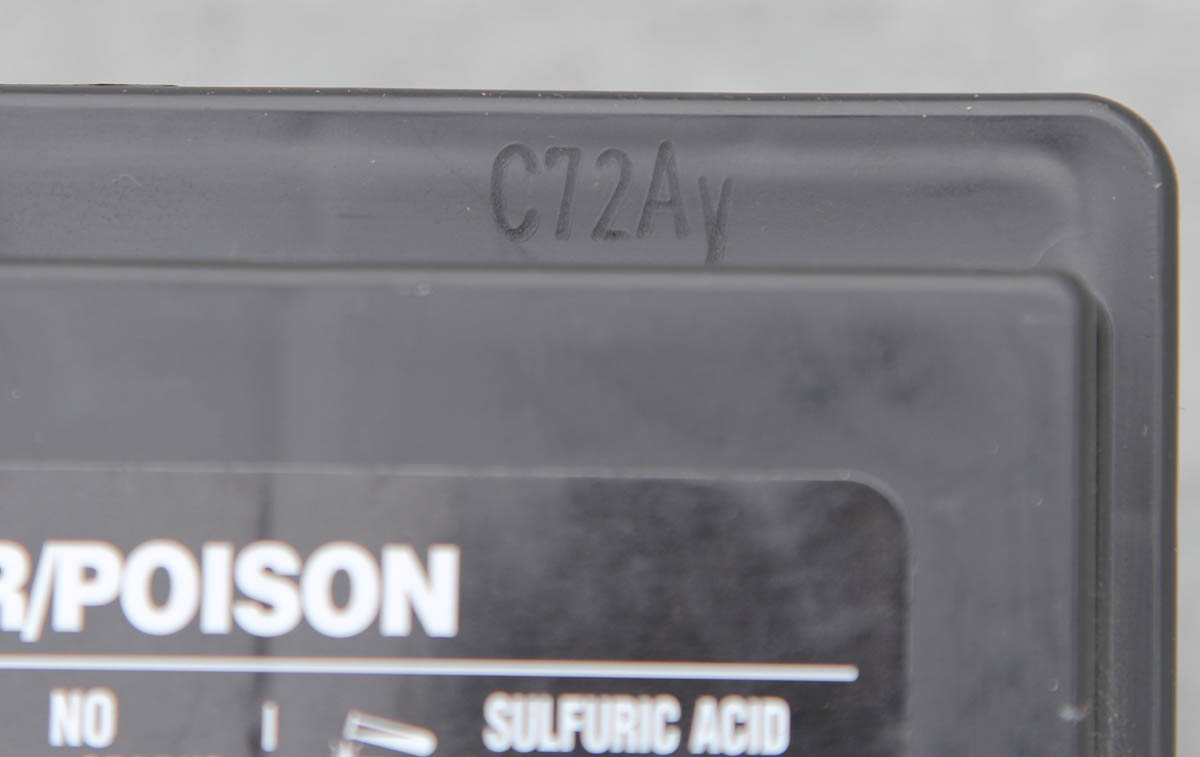 C72Ay
R/POISON
NO SULFURIC ACID